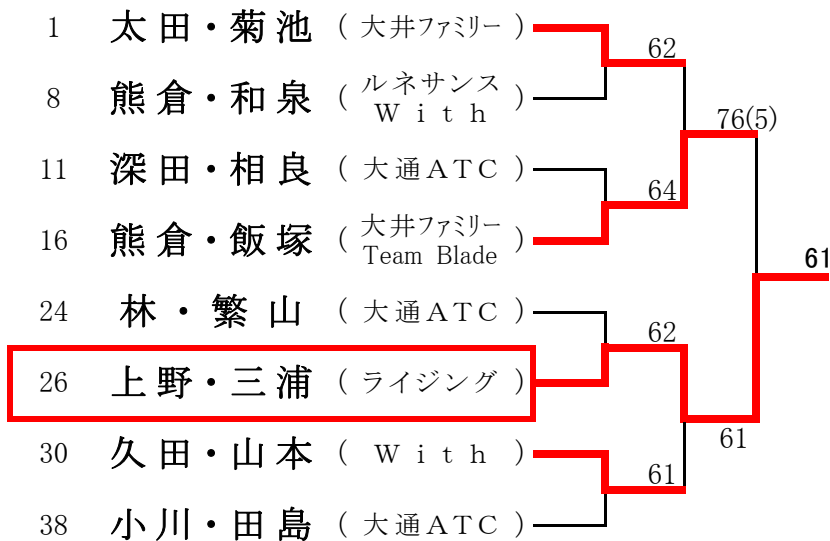 1 太田・菊池 ( 大井ファミリー )
62
8 熊倉・和泉 ( ルネサンス With )
76(5)
11 深田・相良 ( 大通ATC )
64
16 熊倉・飯塚 ( 大井ファミリー Team Blade )
61
24 林・繁山 ( 大通ATC )
62
26 上野・三浦 ( ライジング )
61
30 久田・山本 ( With )
61
38 小川・田島 ( 大通ATC )